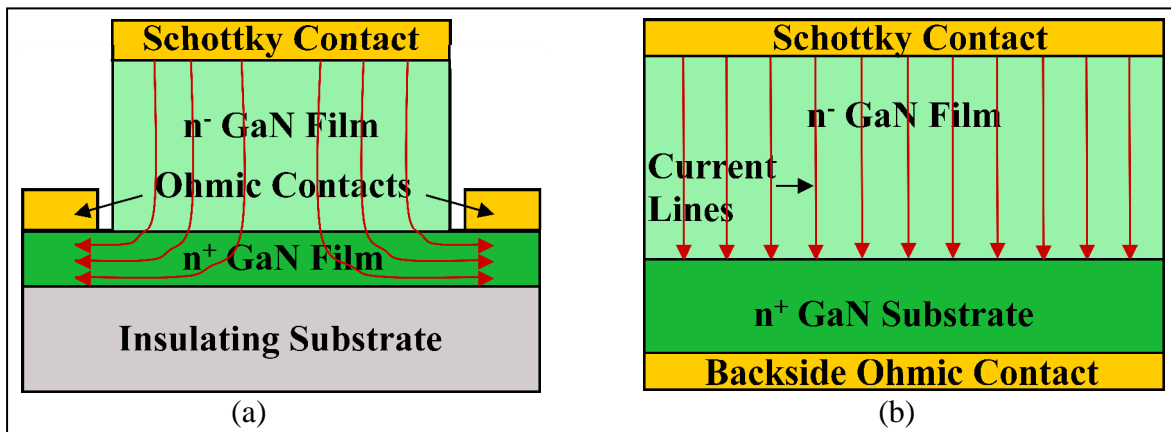 Schottky Contact
n⁻ GaN Film
Ohmic Contacts
n⁺ GaN Film
Insulating Substrate
(a)
Schottky Contact
n⁻ GaN Film
Current
Lines
n⁺ GaN Substrate
Backside Ohmic Contact
(b)